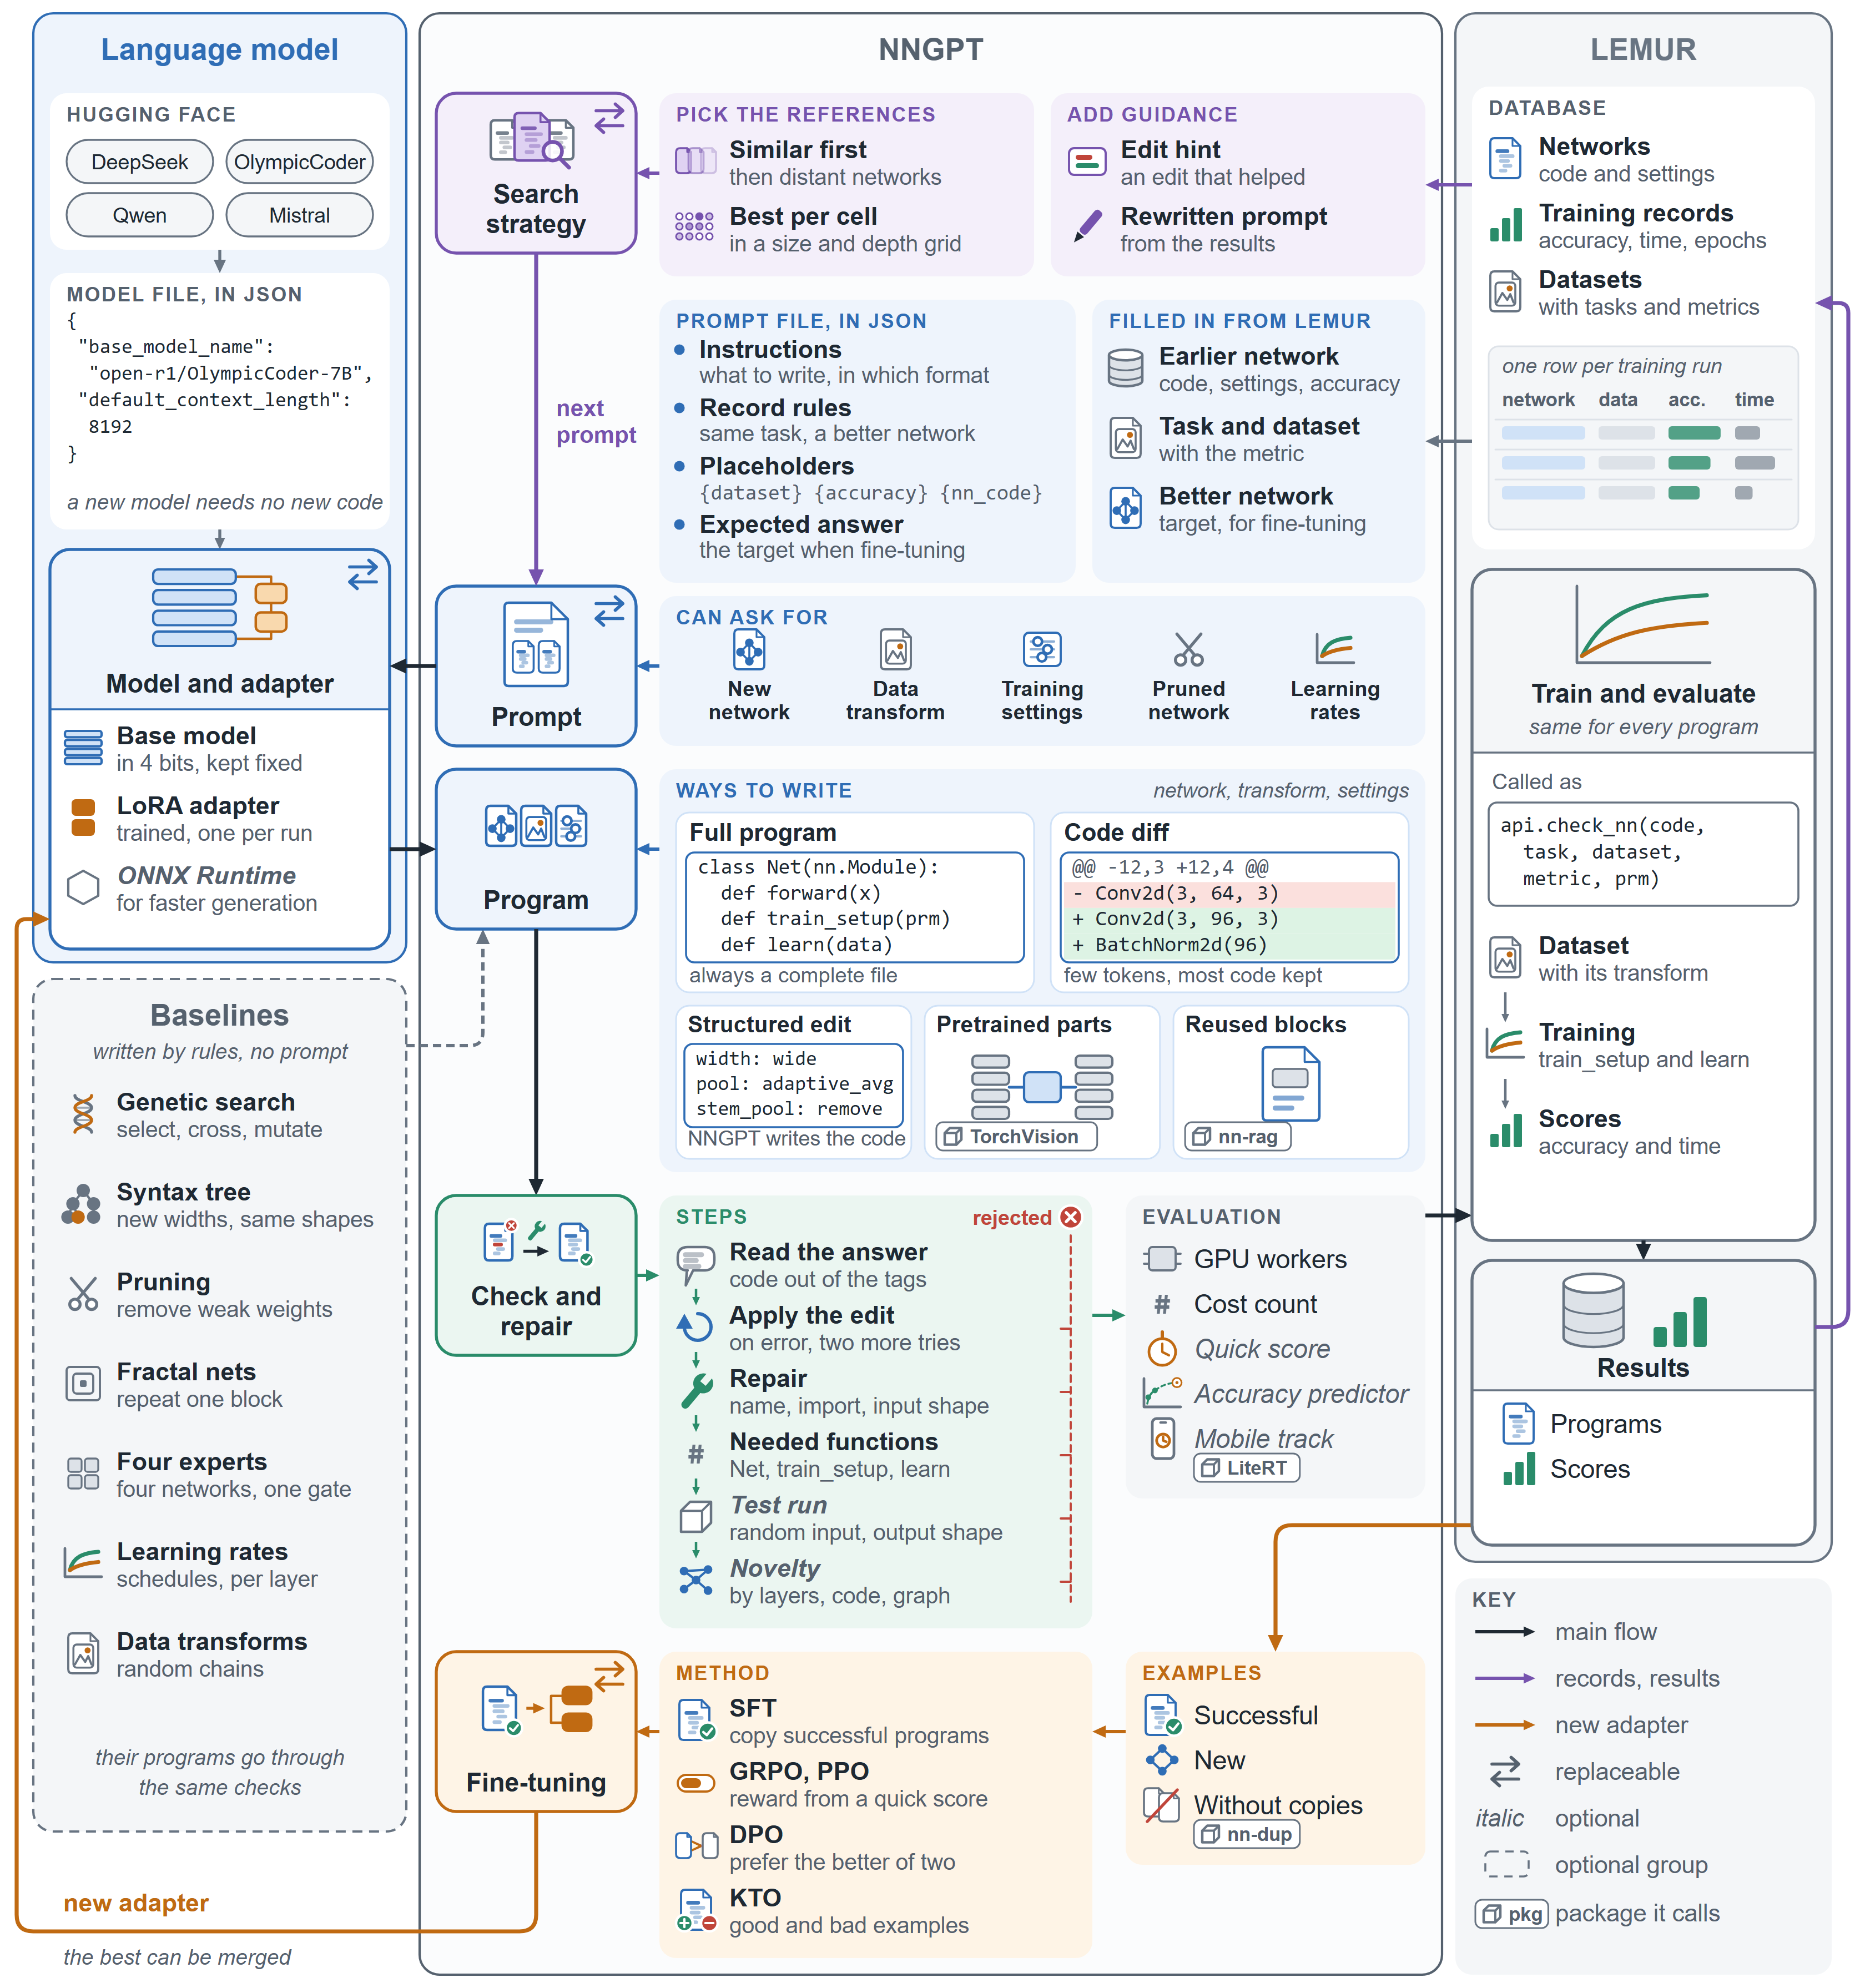 Language model
HUGGING FACE
DeepSeek
OlympicCoder
Qwen
Mistral
MODEL FILE, IN JSON
{
"base_model_name":
"open-r1/OlympicCoder-7B",
"default_context_length":
8192
}
a new model needs no new code
Model and adapter
Base model
in 4 bits, kept fixed
LoRA adapter
trained, one per run
ONNX Runtime
for faster generation
Baselines
written by rules, no prompt
Genetic search
select, cross, mutate
Syntax tree
new widths, same shapes
Pruning
remove weak weights
Fractal nets
repeat one block
Four experts
four networks, one gate
Learning rates
schedules, per layer
Data transforms
random chains
their programs go through
the same checks
new adapter
the best can be merged
NNGPT
Search
strategy
PICK THE REFERENCES
Similar first
then distant networks
Best per cell
in a size and depth grid
ADD GUIDANCE
Edit hint
an edit that helped
Rewritten prompt
from the results
next
prompt
PROMPT FILE, IN JSON
Instructions
what to write, in which format
Record rules
same task, a better network
Placeholders
{dataset} {accuracy} {nn_code}
Expected answer
the target when fine-tuning
FILLED IN FROM LEMUR
Earlier network
code, settings, accuracy
Task and dataset
with the metric
Better network
target, for fine-tuning
Prompt
CAN ASK FOR
New
network
Data
transform
Training
settings
Pruned
network
Learning
rates
Program
WAYS TO WRITE
network, transform, settings
Full program
class Net(nn.Module):
def forward(x)
def train_setup(prm)
def learn(data)
always a complete file
Code diff
@@ -12,3 +12,4 @@
- Conv2d(3, 64, 3)
+ Conv2d(3, 96, 3)
+ BatchNorm2d(96)
few tokens, most code kept
Structured edit
width: wide
pool: adaptive_avg
stem_pool: remove
NNGPT writes the code
Pretrained parts
TorchVision
Reused blocks
nn-rag
Check and
repair
STEPS
rejected
Read the answer
code out of the tags
Apply the edit
on error, two more tries
Repair
name, import, input shape
#
Needed functions
Net, train_setup, learn
Test run
random input, output shape
Novelty
by layers, code, graph
EVALUATION
GPU workers
#
Cost count
Quick score
Accuracy predictor
Mobile track
LiteRT
Fine-tuning
METHOD
SFT
copy successful programs
GRPO, PPO
reward from a quick score
DPO
prefer the better of two
KTO
good and bad examples
EXAMPLES
Successful
New
Without copies
nn-dup
LEMUR
DATABASE
Networks
code and settings
Training records
accuracy, time, epochs
Datasets
with tasks and metrics
one row per training run
network data acc. time
Train and evaluate
same for every program
Called as
api.check_nn(code,
task, dataset,
metric, prm)
Dataset
with its transform
Training
train_setup and learn
Scores
accuracy and time
Results
Programs
Scores
KEY
main flow
records, results
new adapter
replaceable
italic optional
optional group
pkg package it calls